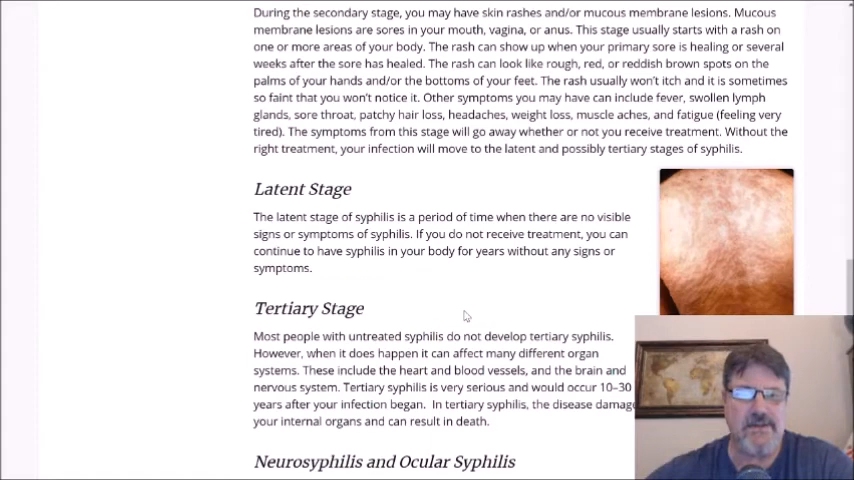 During the secondary stage, you may have skin rashes and/or mucous membrane lesions. Mucous
membrane lesions are sores in your mouth, vagina, or anus. This stage usually starts with a rash on
one or more areas of your body. The rash can show up when your primary sore is healing or several
weeks after the sore has healed. The rash can look like rough, red, or reddish brown spots on the
palms of your hands and/or the bottoms of your feet. The rash usually won't itch and it is sometimes
so faint that you won't notice it. Other symptoms you may have can include fever, swollen lymph
glands, sore throat, patchy hair loss, headaches, weight loss, muscle aches, and fatigue (feeling very
tired). The symptoms from this stage will go away whether or not you receive treatment. Without the
right treatment, your infection will move to the latent and possibly tertiary stages of syphilis.
Latent Stage
The latent stage of syphilis is a period of time when there are no visible
signs or symptoms of syphilis. If you do not receive treatment, you can
continue to have syphilis in your body for years without any signs or
symptoms.
Tertiary Stage
Most people with untreated syphilis do not develop tertiary syphilis.
However, when it does happen it can affect many different organ
systems. These include the heart and blood vessels, and the brain and
nervous system. Tertiary syphilis is very serious and would occur 10–30
years after your infection began. In tertiary syphilis, the disease damage
your internal organs and can result in death.
Neurosyphilis and Ocular Syphilis